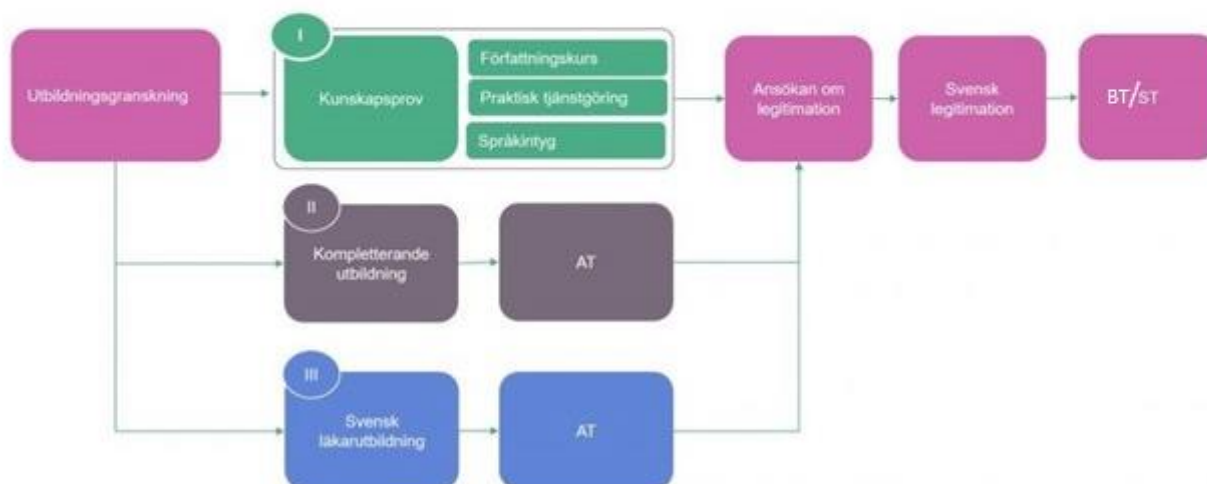 I
Utbildningsgranskning
Kunskapsprov
Författningskurs
Praktisk tjänstgöring
Språkintyg
Ansökan om
legitimation
Svensk
legitimation
BT/ST
II
Kompletterande
utbildning
AT
III
Svensk
läkarutbildning
AT